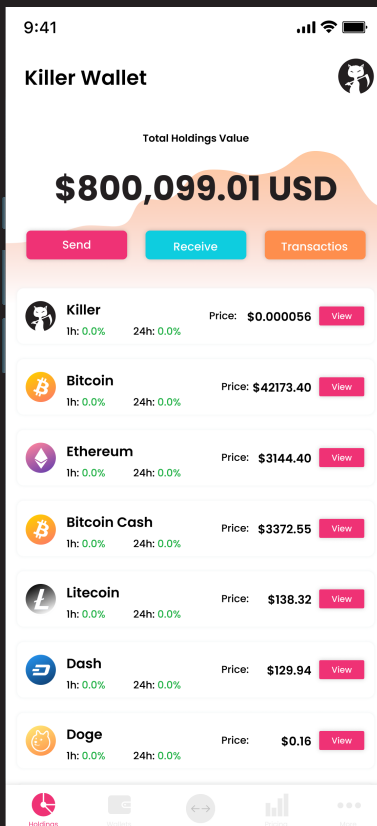 9:41
Killer Wallet
Total Holdings Value
$800,099.01 USD
Send Receive Transactios
Killer Price: $0.000056 View
1h: 0.0% 24h: 0.0%
Bitcoin Price: $42173.40 View
1h: 0.0% 24h: 0.0%
Ethereum Price: $3144.40 View
1h: 0.0% 24h: 0.0%
Bitcoin Cash Price: $3372.55 View
1h: 0.0% 24h: 0.0%
Litecoin Price: $138.32 View
1h: 0.0% 24h: 0.0%
Dash Price: $129.94 View
1h: 0.0% 24h: 0.0%
Doge Price: $0.16 View
1h: 0.0% 24h: 0.0%
Holdings